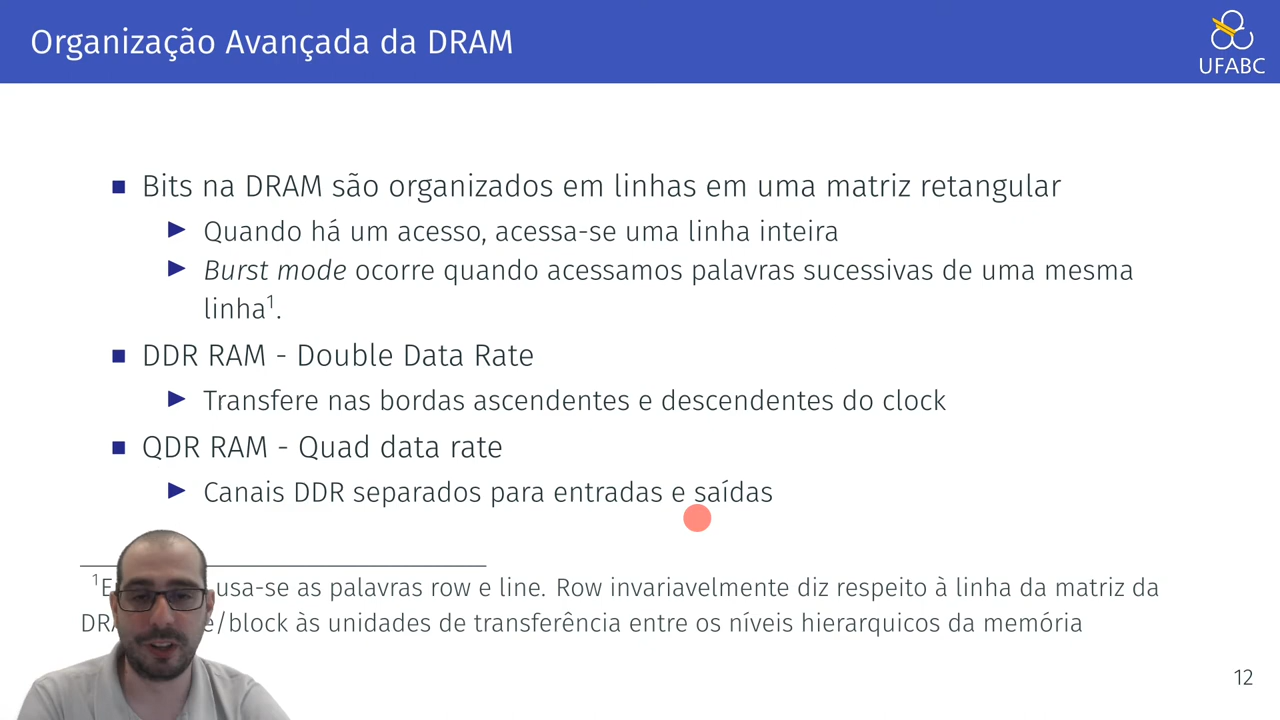 Organização Avançada da DRAM
UFABC
Bits na DRAM são organizados em linhas em uma matriz retangular
Quando há um acesso, acessa-se uma linha inteira
Burst mode ocorre quando acessamos palavras sucessivas de uma mesma
linha¹.
DDR RAM - Double Data Rate
Transfere nas bordas ascendentes e descendentes do clock
QDR RAM - Quad data rate
Canais DDR separados para entradas e saídas
¹ usa-se as palavras row e line. Row invariavelmente diz respeito à linha da matriz da
/block às unidades de transferência entre os níveis hierarquicos da memória
12